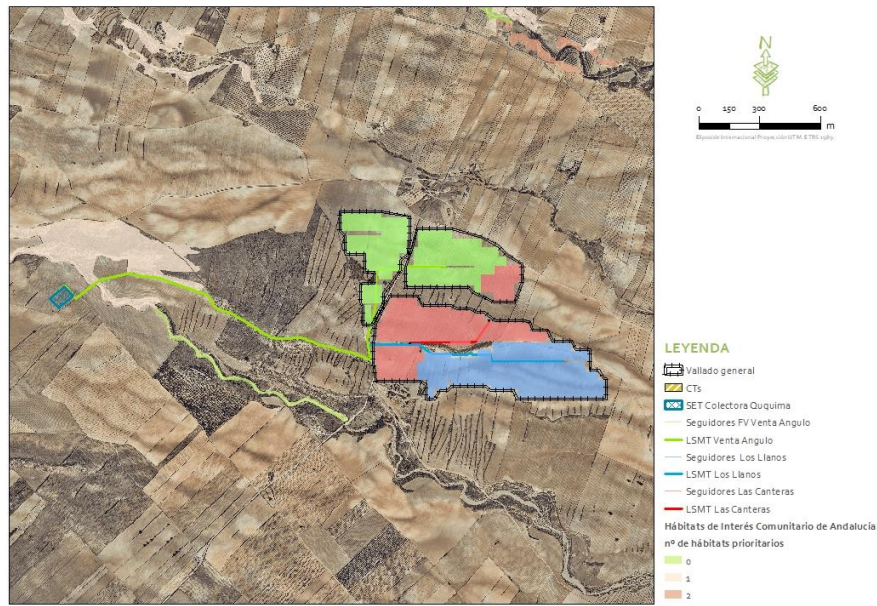 N
0 150 300 600
m
LEYENDA
Vallado general
CTs
SET Colectora Ququima
Seguidores FV Venta Angulo
LSMT Venta Angulo
Seguidores Los Llanos
LSMT Los Llanos
Seguidores Las Canteras
LSMT Las Canteras
Hábitats de Interés Comunitario de Andalucía
nº de hábitats prioritarios
0
1
2